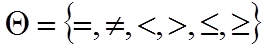 Θ = {=, ≠, <, >, ≤, ≥}